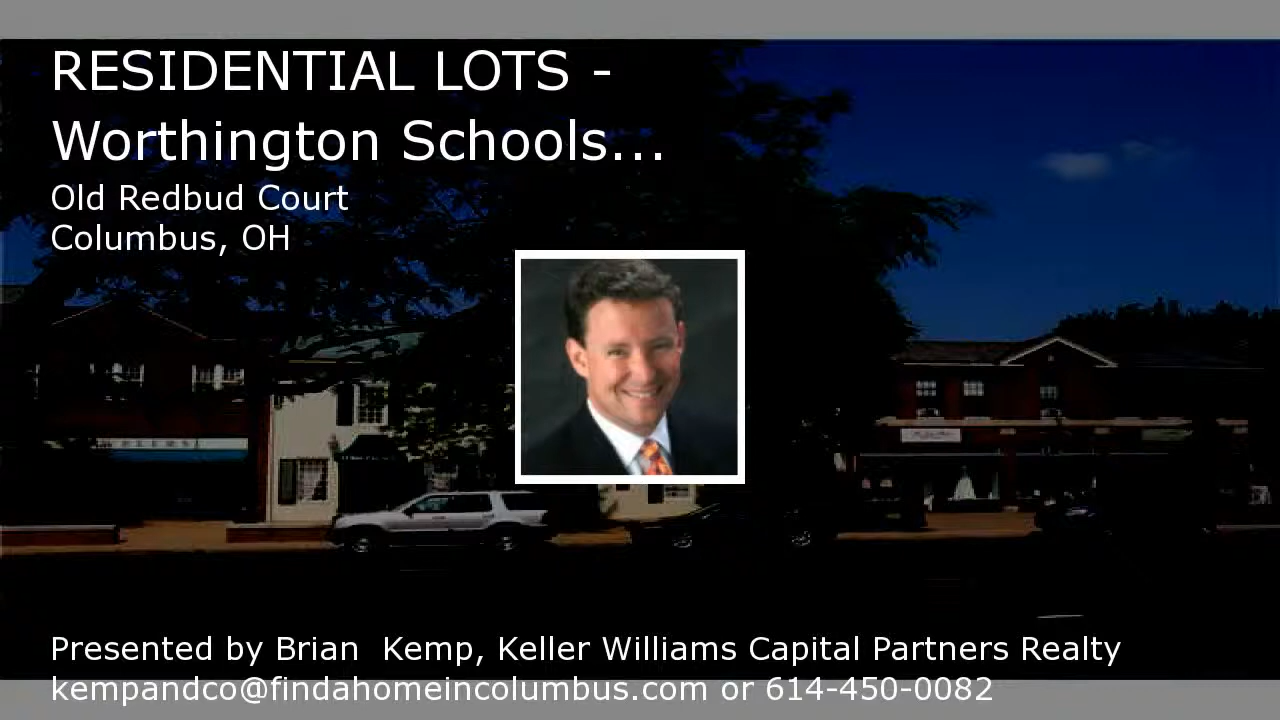 RESIDENTIAL LOTS -
Worthington Schools...
Old Redbud Court
Columbus, OH
Presented by Brian  Kemp, Keller Williams Capital Partners Realty
kempandco@findahomeincolumbus.com or 614-450-0082